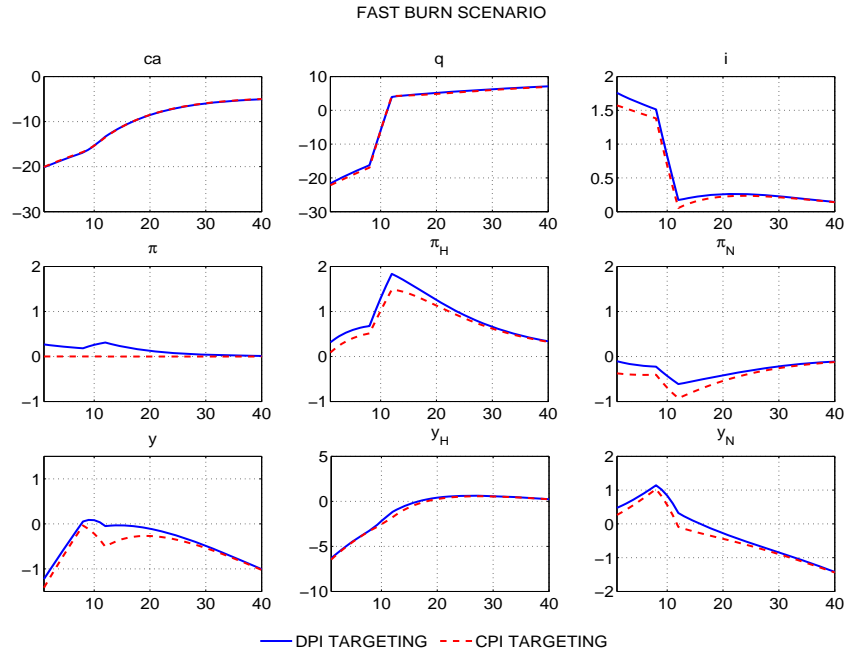 FAST BURN SCENARIO
ca q i
0 10 2
−10 0 1.5
−20 −10 1
−30 −20 0.5
−30 0
10 20 30 40 10 20 30 40 10 20 30 40
π π_H π_N
2 2 2
1 1 1
0 0 0
−1 −1 −1
10 20 30 40 10 20 30 40 10 20 30 40
y y_H y_N
1 5 2
0 0 1
−1 −5 0
−10 −1
−2
10 20 30 40 10 20 30 40 10 20 30 40
DPI TARGETING CPI TARGETING